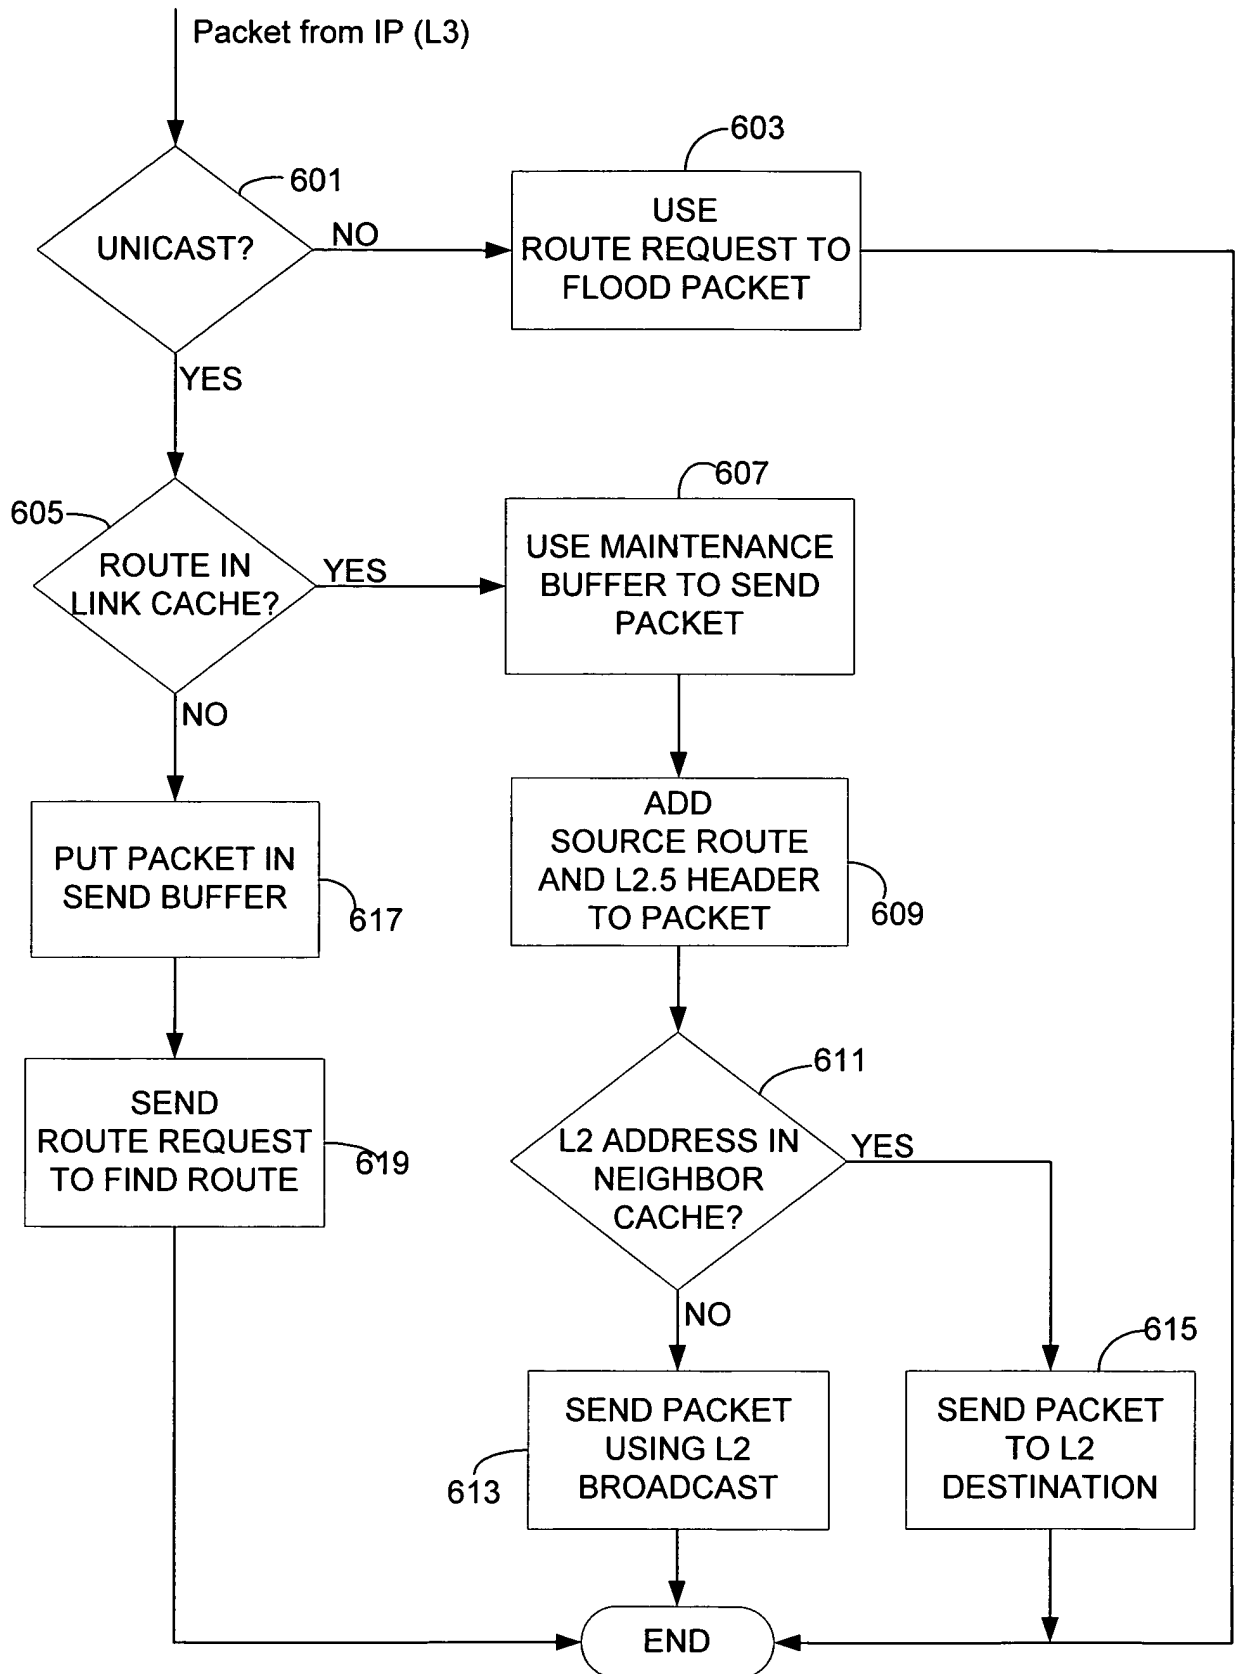 Packet from IP (L3)
601
UNICAST?
NO
603
USE
ROUTE REQUEST TO
FLOOD PACKET
YES
605
ROUTE IN
LINK CACHE?
YES
607
USE MAINTENANCE
BUFFER TO SEND
PACKET
NO
PUT PACKET IN
SEND BUFFER
617
ADD
SOURCE ROUTE
AND L2.5 HEADER
TO PACKET
609
SEND
ROUTE REQUEST
TO FIND ROUTE
619
611
L2 ADDRESS IN
NEIGHBOR
CACHE?
YES
NO
613
SEND PACKET
USING L2
BROADCAST
615
SEND PACKET
TO L2
DESTINATION
END